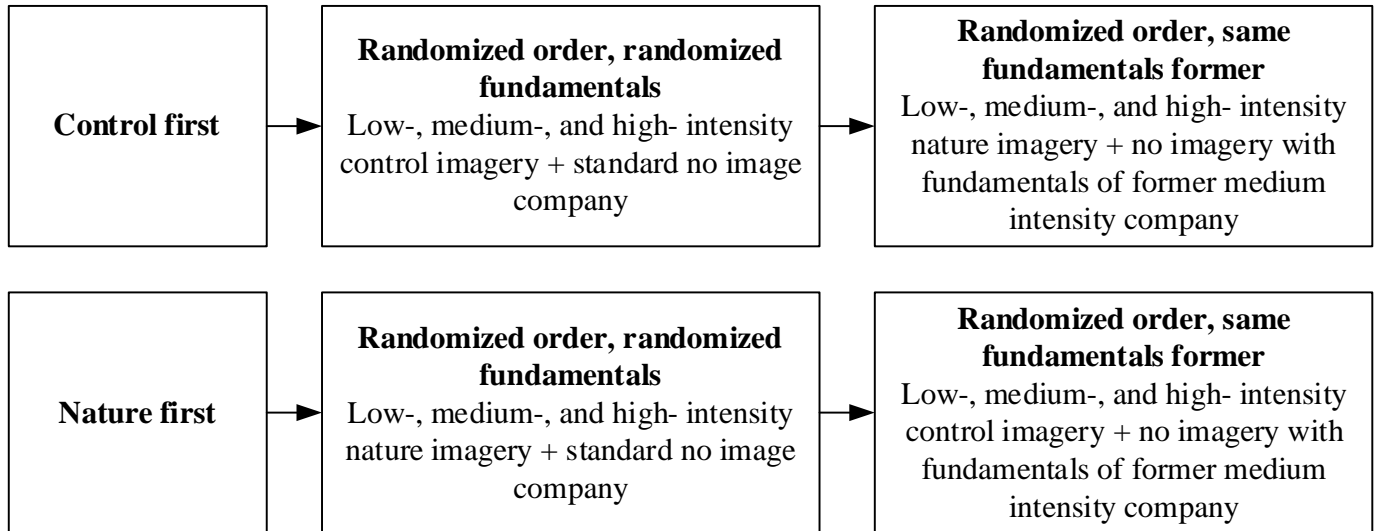 Control first
Randomized order, randomized
fundamentals
Low-, medium-, and high- intensity
control imagery + standard no image
company
Randomized order, same
fundamentals former
Low-, medium-, and high- intensity
nature imagery + no imagery with
fundamentals of former medium
intensity company
Nature first
Randomized order, randomized
fundamentals
Low-, medium-, and high- intensity
nature imagery + standard no image
company
Randomized order, same
fundamentals former
Low-, medium-, and high- intensity
control imagery + no imagery with
fundamentals of former medium
intensity company